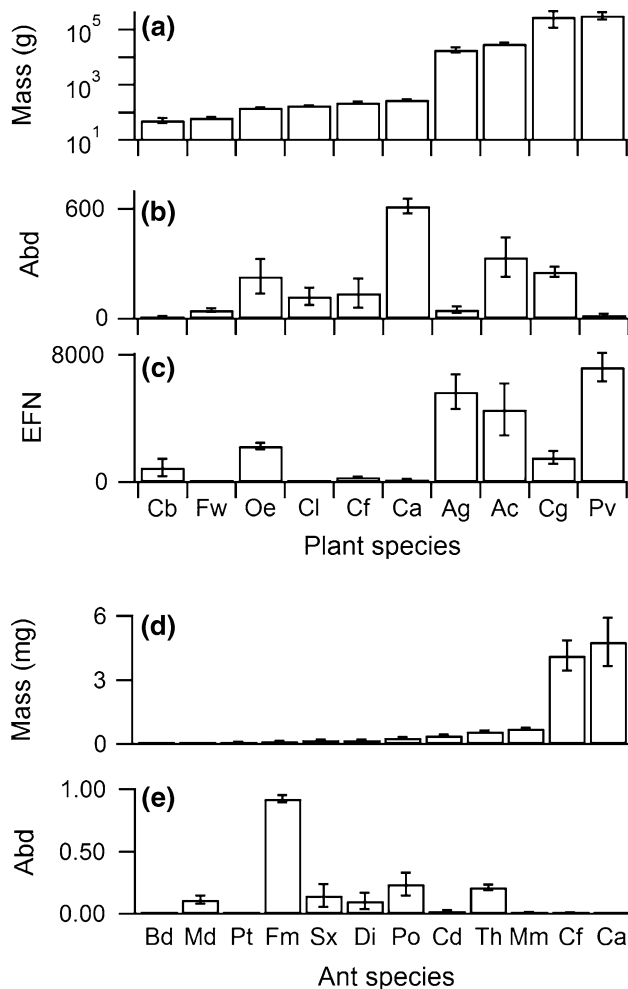 (a)
Mass (g)
10^5
10^3
10^1
(b)
Abd
600
0
(c)
EFN
8000
0
Cb Fw Oe Cl Cf Ca Ag Ac Cg Pv
Plant species
(d)
Mass (mg)
6
3
0
(e)
Abd
1.00
0.50
0.00
Bd Md Pt Fm Sx Di Po Cd Th Mm Cf Ca
Ant species